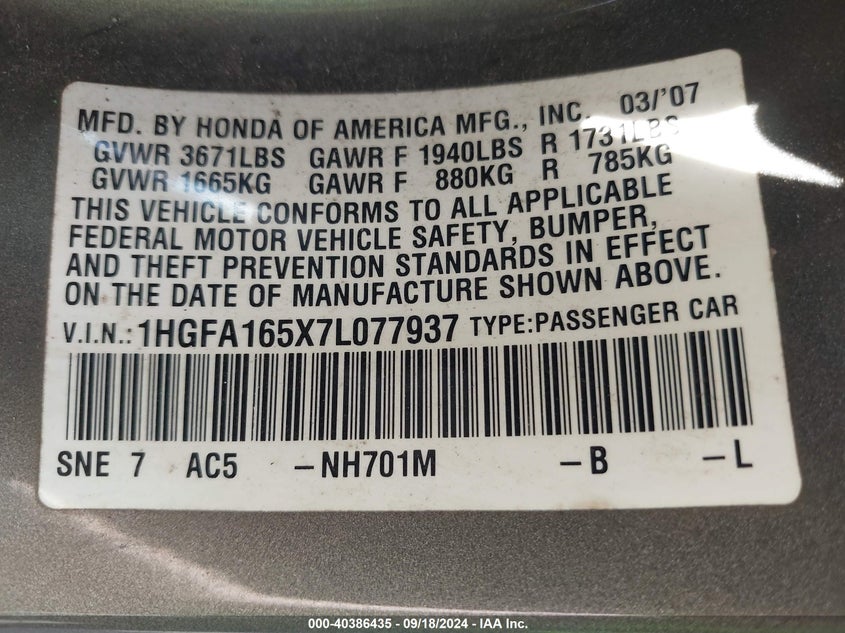 MFD. BY HONDA OF AMERICA MFG., INC. 03/'07
GVWR 3671LBS GAWR F 1940LBS R 1731LBS
GVWR 1665KG GAWR F 880KG R 785KG
THIS VEHICLE CONFORMS TO ALL APPLICABLE
FEDERAL MOTOR VEHICLE SAFETY, BUMPER,
AND THEFT PREVENTION STANDARDS IN EFFECT
ON THE DATE OF MANUFACTURE SHOWN ABOVE.
V.I.N.: 1HGFA165X7L077937 TYPE:PASSENGER CAR
SNE 7 AC5 -NH701M -B -L
000-40386435 - 09/18/2024 - IAA Inc.